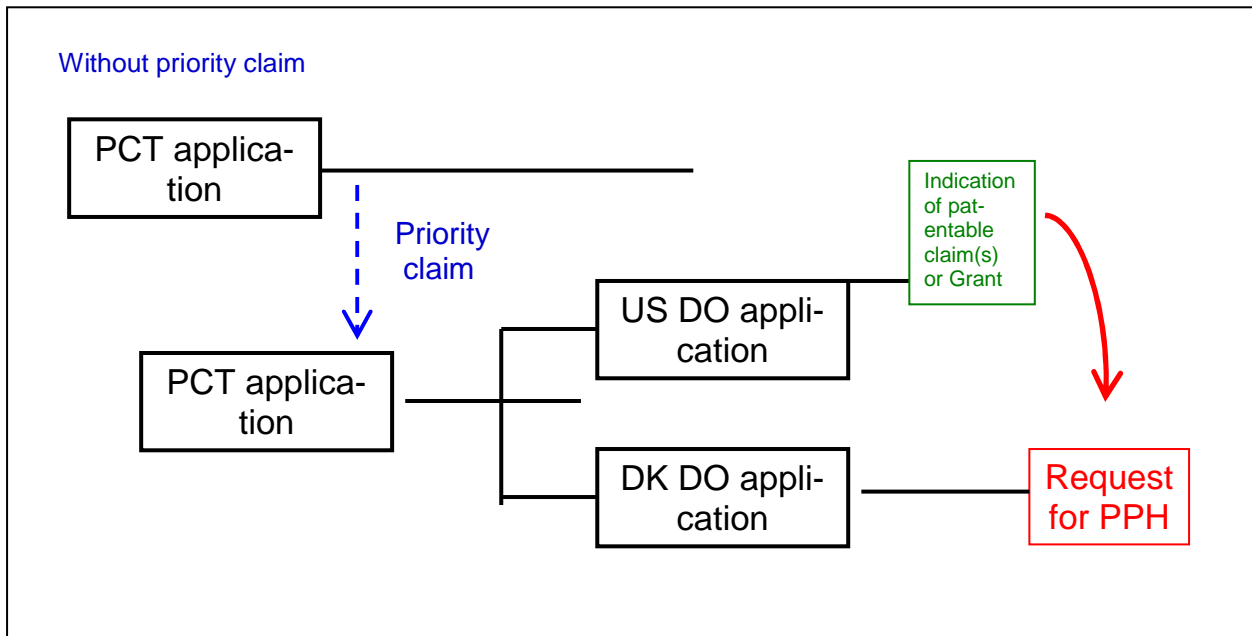 Without priority claim
PCT applica-
tion
Indication
of pat-
entable
claim(s)
or Grant
Priority
claim
US DO appli-
cation
PCT applica-
tion
DK DO appli-
cation
Request
for PPH